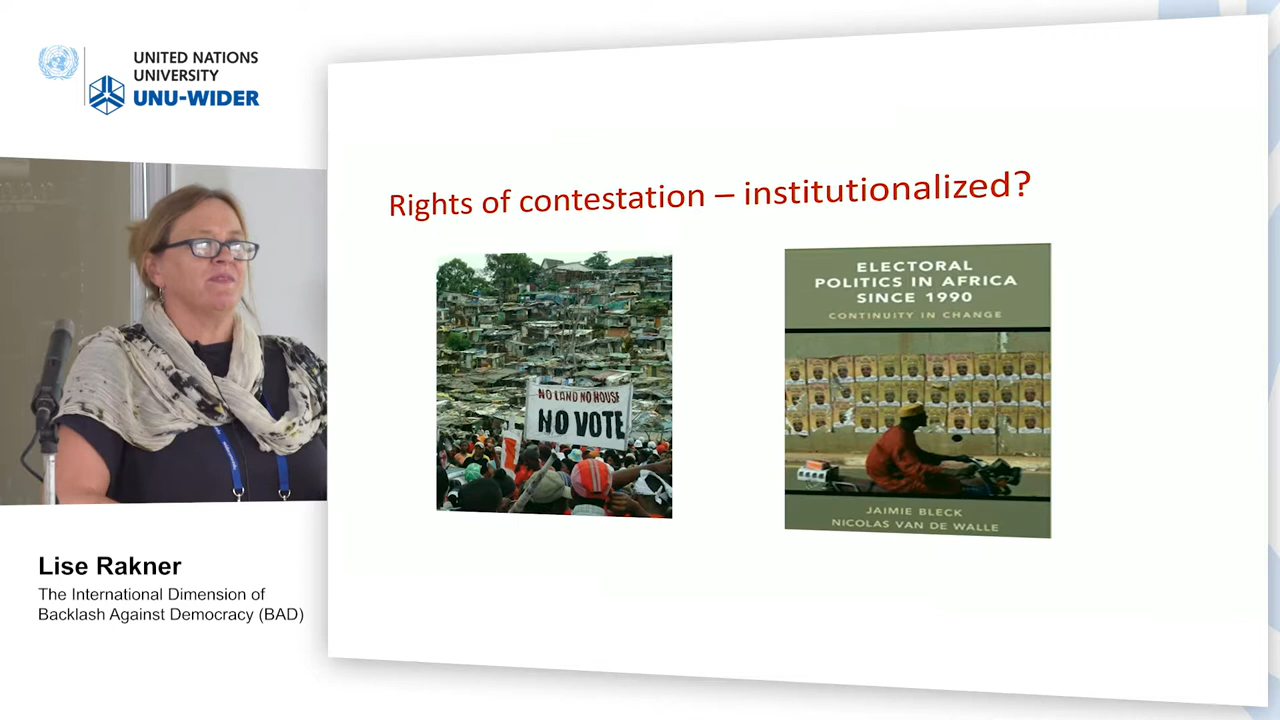 UNITED NATIONS
UNIVERSITY
UNU-WIDER
Rights of contestation – institutionalized?
NO LAND NO HOUSE
NO VOTE
ELECTORAL
POLITICS IN AFRICA
SINCE 1990
CONTINUITY IN CHANGE
JAIMIE BLECK
NICOLAS VAN DE WALLE
Lise Rakner
The International Dimension of
Backlash Against Democracy (BAD)